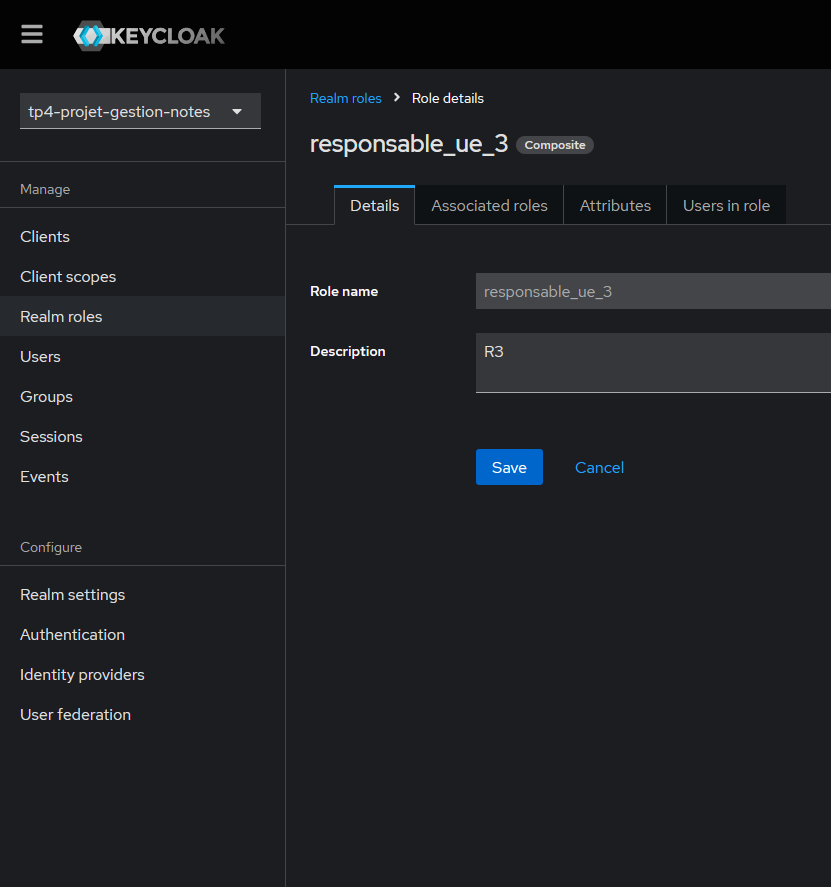 KEYCLOAK
tp4-projet-gestion-notes
Manage
Clients
Client scopes
Realm roles
Users
Groups
Sessions
Events
Configure
Realm settings
Authentication
Identity providers
User federation
Realm roles > Role details
responsable_ue_3 Composite
Details Associated roles Attributes Users in role
Role name responsable_ue_3
Description R3
Save Cancel